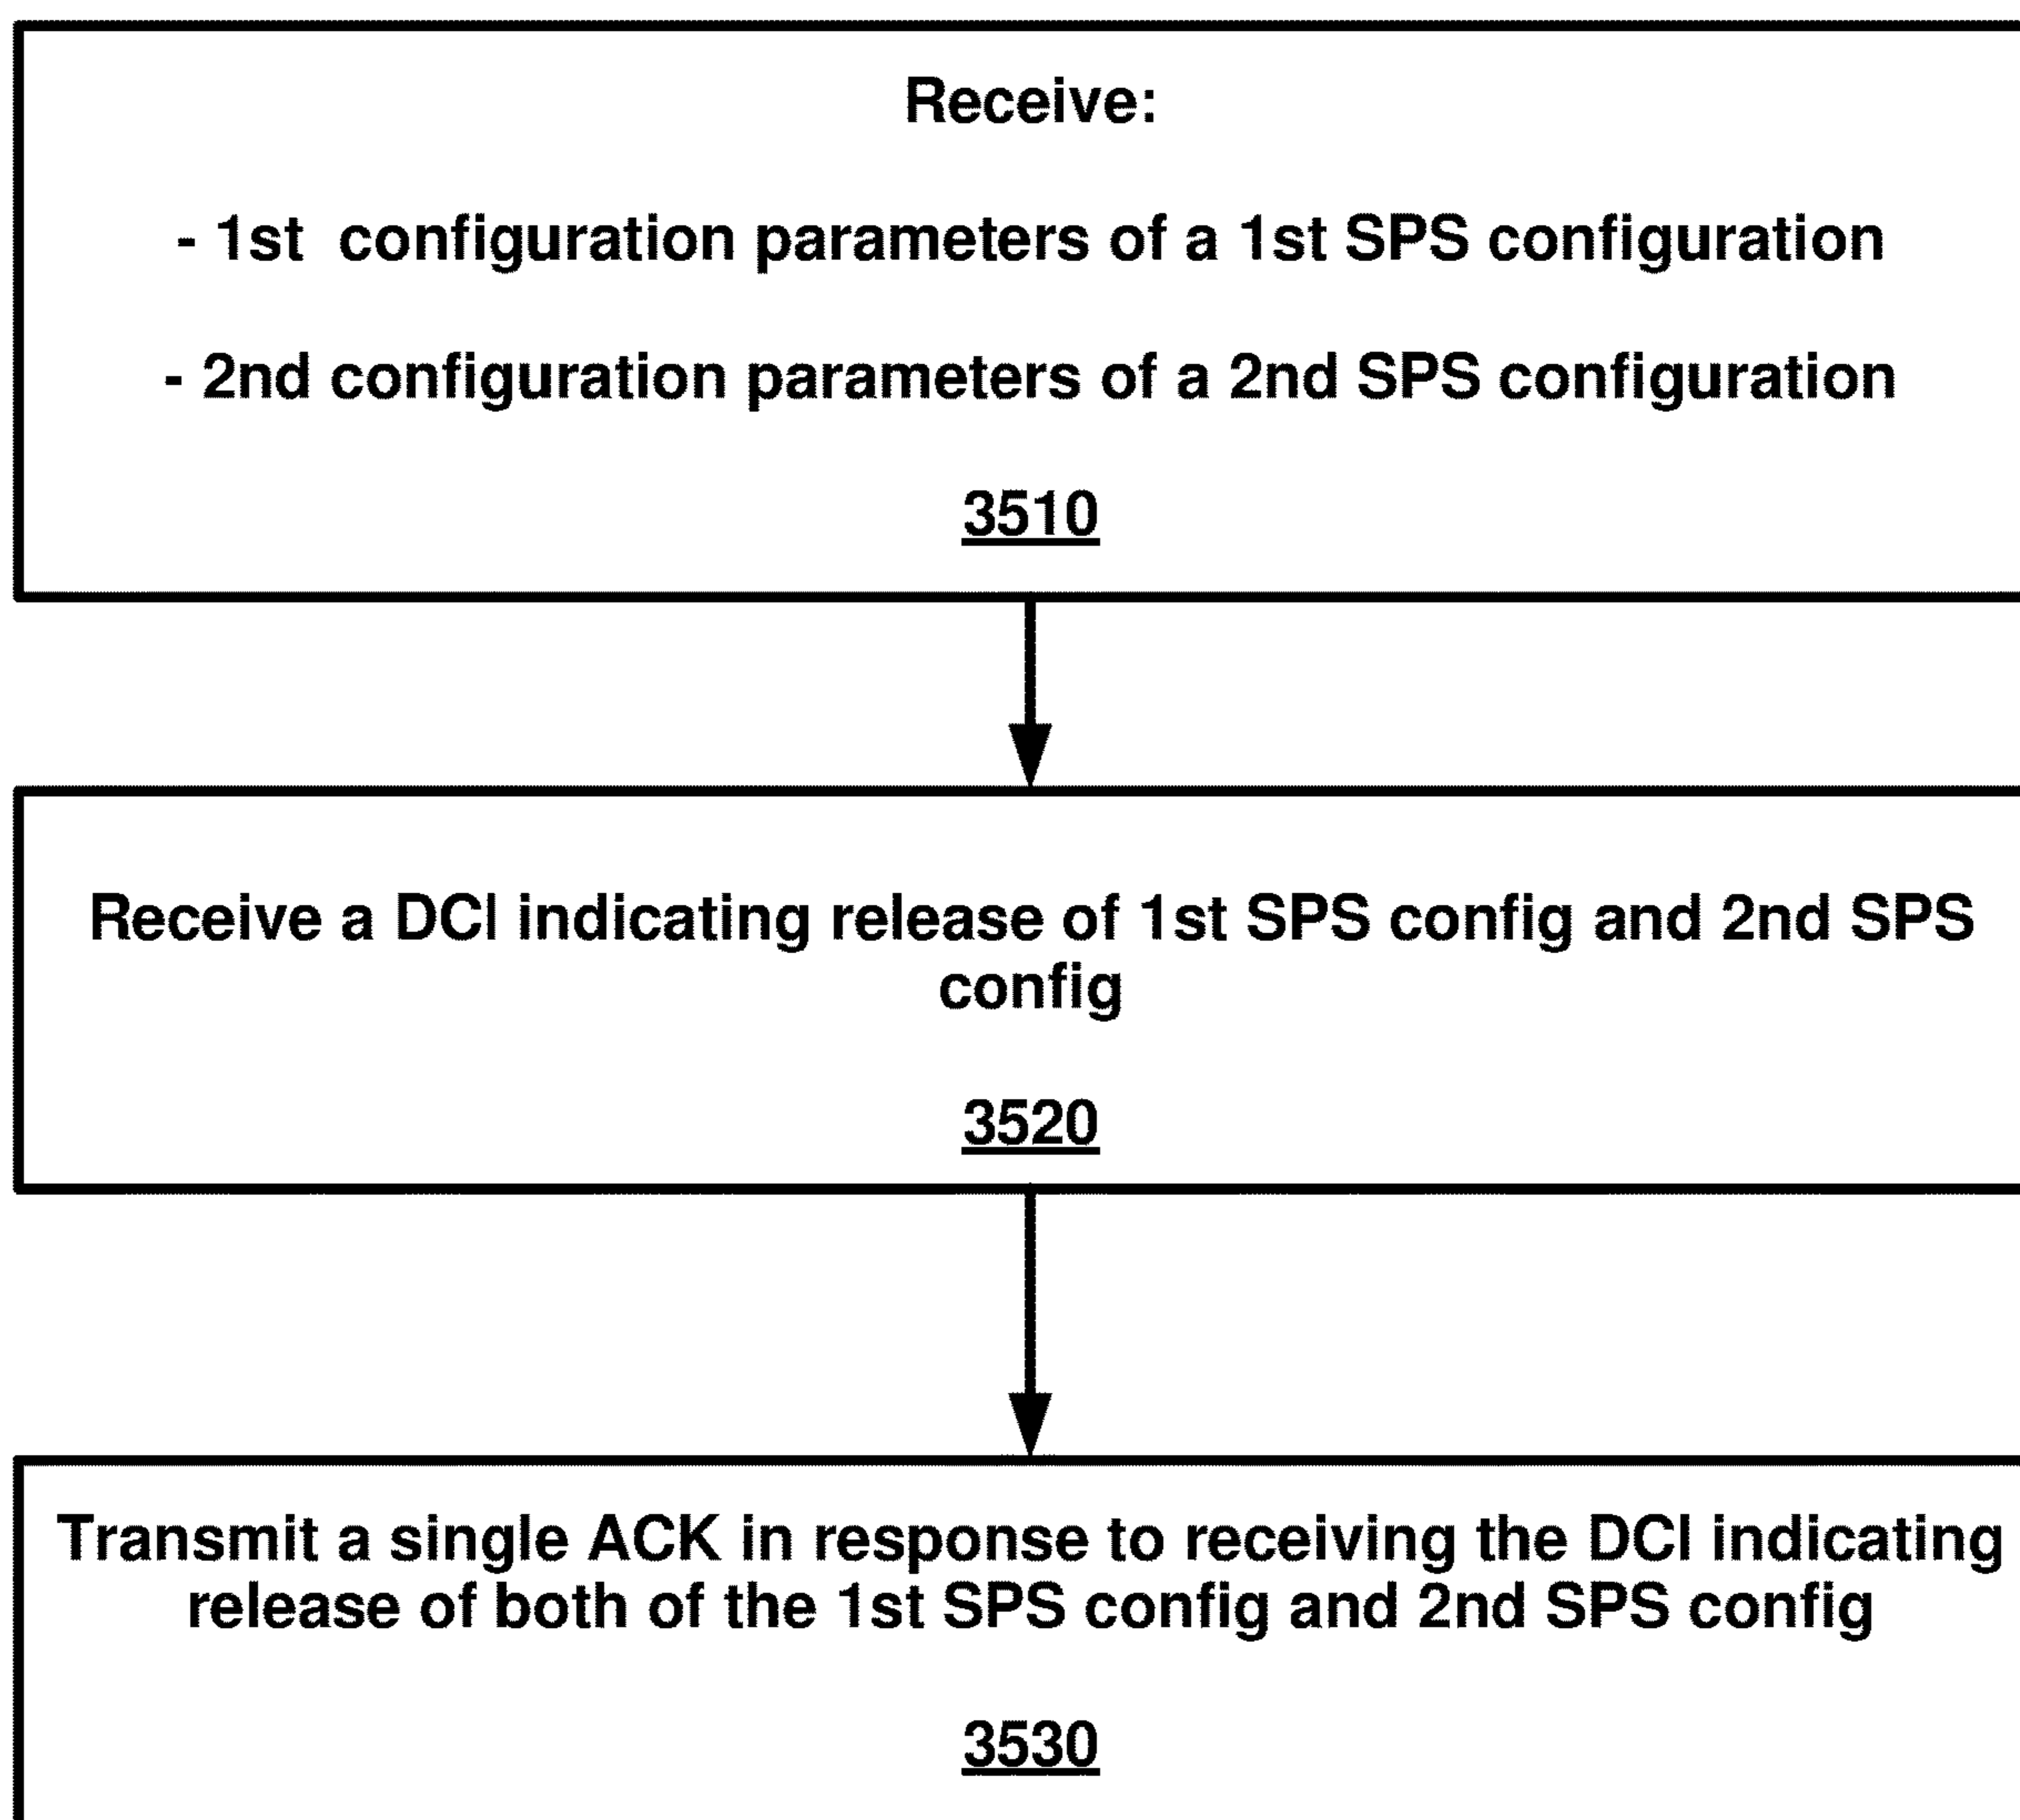 Receive:
- 1st configuration parameters of a 1st SPS configuration
- 2nd configuration parameters of a 2nd SPS configuration
3510
Receive a DCI indicating release of 1st SPS config and 2nd SPS
config
3520
Transmit a single ACK in response to receiving the DCI indicating
release of both of the 1st SPS config and 2nd SPS config
3530